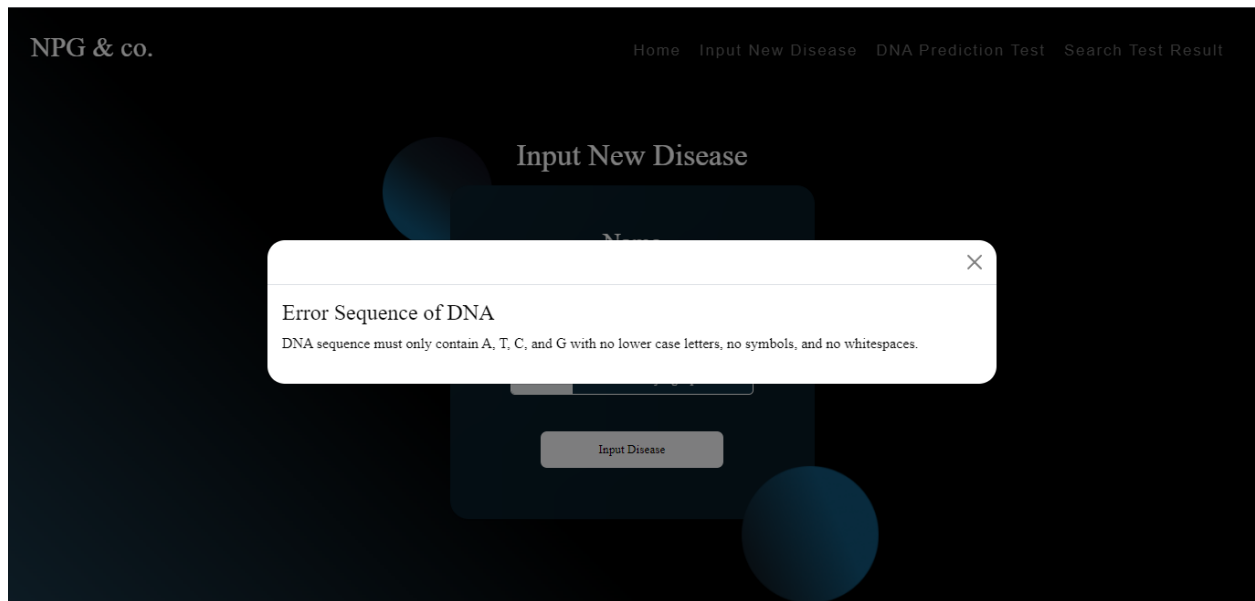 NPG & co.
Home Input New Disease DNA Prediction Test Search Test Result
Input New Disease
Error Sequence of DNA
DNA sequence must only contain A, T, C, and G with no lower case letters, no symbols, and no whitespaces.
Input Disease